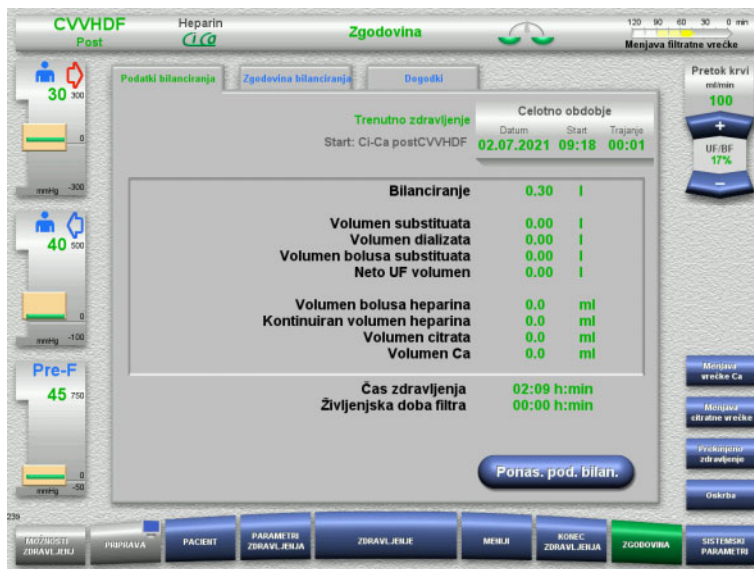 CVVHDF
Post
Heparin
Ci Ca
Zgodovina
120 90 60 30 0 min
Menjava filtratne vrečke
30
300
0
mmHg -300
40
500
0
mmHg -100
Pre-F
45
750
0
mmHg -50
Podatki bilanciranja
Zgodovina bilanciranja
Dogodki
Trenutno zdravljenje
Start: Ci-Ca postCVVHDF
Celotno obdobje
Datum Start Trajanje
02.07.2021 09:18 00:01
Bilanciranje 0.30 l
Volumen substituata 0.00 l
Volumen dializata 0.00 l
Volumen bolusa substituata 0.00 l
Neto UF volumen 0.00 l
Volumen bolusa heparina 0.0 ml
Kontinuiran volumen heparina 0.0 ml
Volumen citrata 0.0 ml
Volumen Ca 0.0 ml
Čas zdravljenja 02:09 h:min
Življenjska doba filtra 00:00 h:min
Ponas. pod. bilan.
Pretok krvi
ml/min
100
+
UF/BF
17%
–
Menjava
vrečke Ca
Menjava
citratne vrečke
Prekinjeno
zdravljenje
Oskrba
239
MOŽNOSTI
ZDRAVLJENJ
PRIPRAVA
PACIENT
PARAMETRI
ZDRAVLJENJA
ZDRAVLJENJE
MENIJI
KONEC
ZDRAVLJENJA
ZGODOVINA
SISTEMSKI
PARAMETRI